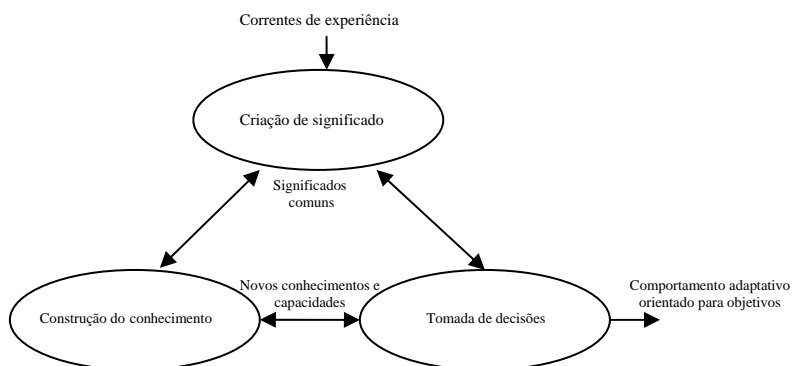 Correntes de experiência
Criação de significado
Significados
comuns
Novos conhecimentos e
capacidades
Construção do conhecimento
Tomada de decisões
Comportamento adaptativo
orientado para objetivos